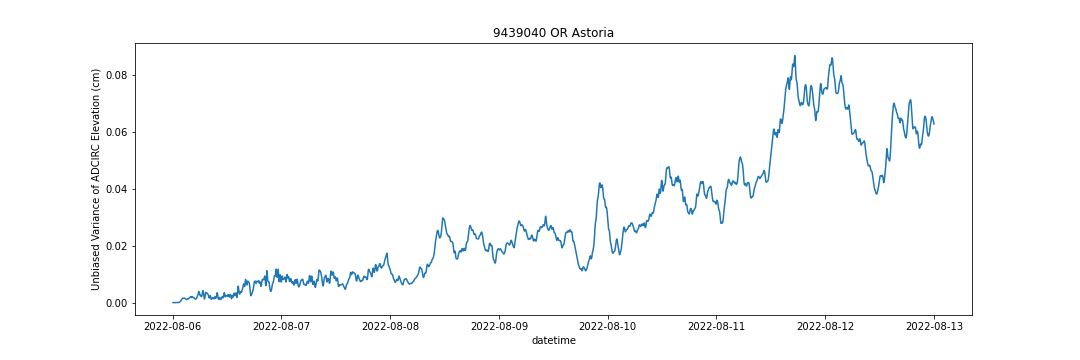 9439040 OR Astoria
Unbiased Variance of ADCIRC Elevation (cm)
0.08
0.06
0.04
0.02
0.00
2022-08-06 2022-08-07 2022-08-08 2022-08-09 2022-08-10 2022-08-11 2022-08-12 2022-08-13
datetime